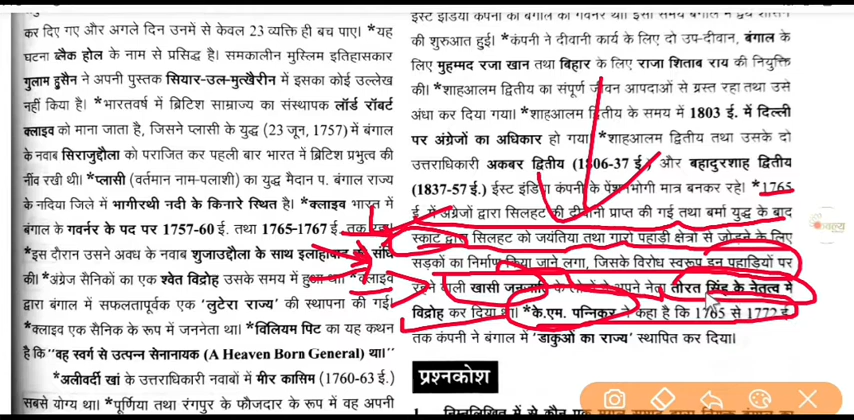 कर दिए गए और अगले दिन उनमें से केवल 23 व्यक्ति ही बच पाए। *यह
घटना ब्लैक होल के नाम से प्रसिद्ध है। समकालीन मुस्लिम इतिहासकार
गुलाम हुसैन ने अपनी पुस्तक सियार-उल-मुत्खैरीन में इसका कोई उल्लेख
नहीं किया है। *भारतवर्ष में ब्रिटिश साम्राज्य का संस्थापक लॉर्ड रॉबर्ट
क्लाइव को माना जाता है, जिसने प्लासी के युद्ध (23 जून, 1757) में बंगाल
के नवाब सिराजुद्दौला को पराजित कर पहली बार भारत में ब्रिटिश प्रभुत्व की
नींव रखी थी। *प्लासी (वर्तमान नाम-पलाशी) का युद्ध मैदान प. बंगाल राज्य
के नदिया जिले में भागीरथी नदी के किनारे स्थित है। *क्लाइव भारत में
बंगाल के गवर्नर के पद पर 1757-60 ई. तथा 1765-1767 ई. तक रहा।
*इस दौरान उसने अवध के नवाब शुजाउद्दौला के साथ इलाहाबाद की संधि
की। *अंग्रेज सैनिकों का एक श्वेत विद्रोह उसके समय में हुआ था। *क्लाइव
द्वारा बंगाल में सफलतापूर्वक एक 'लुटेरा राज्य' की स्थापना की गई।
*क्लाइव एक सैनिक के रूप में जननेता था। *विलियम पिट का यह कथन
है कि "वह स्वर्ग से उत्पन्न सेनानायक (A Heaven Born General) था।"
*अलीवर्दी खां के उत्तराधिकारी नवाबों में मीर कासिम (1760-63 ई.)
सबसे योग्य था। *पूर्णिया तथा रंगपुर के फौजदार के रूप में वह अपनी
इस्ट इंडिया कंपनी का बंगाल का गवर्नर था। इसी समय बंगाल में द्वैध शासन
की शुरुआत हुई। *कंपनी ने दीवानी कार्य के लिए दो उप-दीवान, बंगाल के
लिए मुहम्मद रजा खान तथा बिहार के लिए राजा शिताब राय की नियुक्ति
की। *शाहआलम द्वितीय का संपूर्ण जीवन आपदाओं से ग्रस्त रहा तथा उसे
अंधा कर दिया गया। *शाहआलम द्वितीय के समय में 1803 ई. में दिल्ली
पर अंग्रेजों का अधिकार हो गया। *शाहआलम द्वितीय तथा उसके दो
उत्तराधिकारी अकबर द्वितीय (1806-37 ई.) और बहादुरशाह द्वितीय
(1837-57 ई.) ईस्ट इंडिया कंपनी के पेंशनभोगी मात्र बनकर रहे। *1765
ई. में अंग्रेजों द्वारा सिलहट की दीवानी प्राप्त की गई तथा बर्मा युद्ध के बाद
स्काट द्वारा सिलहट को जयंतिया तथा गारो पहाड़ी क्षेत्रों से जोड़ने के लिए
सड़कों का निर्माण किया जाने लगा, जिसके विरोध स्वरूप इन पहाड़ियों पर
रहने वाली खासी जनजाति के लोगों ने अपने नेता तीरत सिंह के नेतृत्व में
विद्रोह कर दिया था। *के.एम. पन्निकर ने कहा है कि 1765 से 1772 ई.
तक कंपनी ने बंगाल में 'डाकुओं का राज्य' स्थापित कर दिया।
प्रश्नकोश